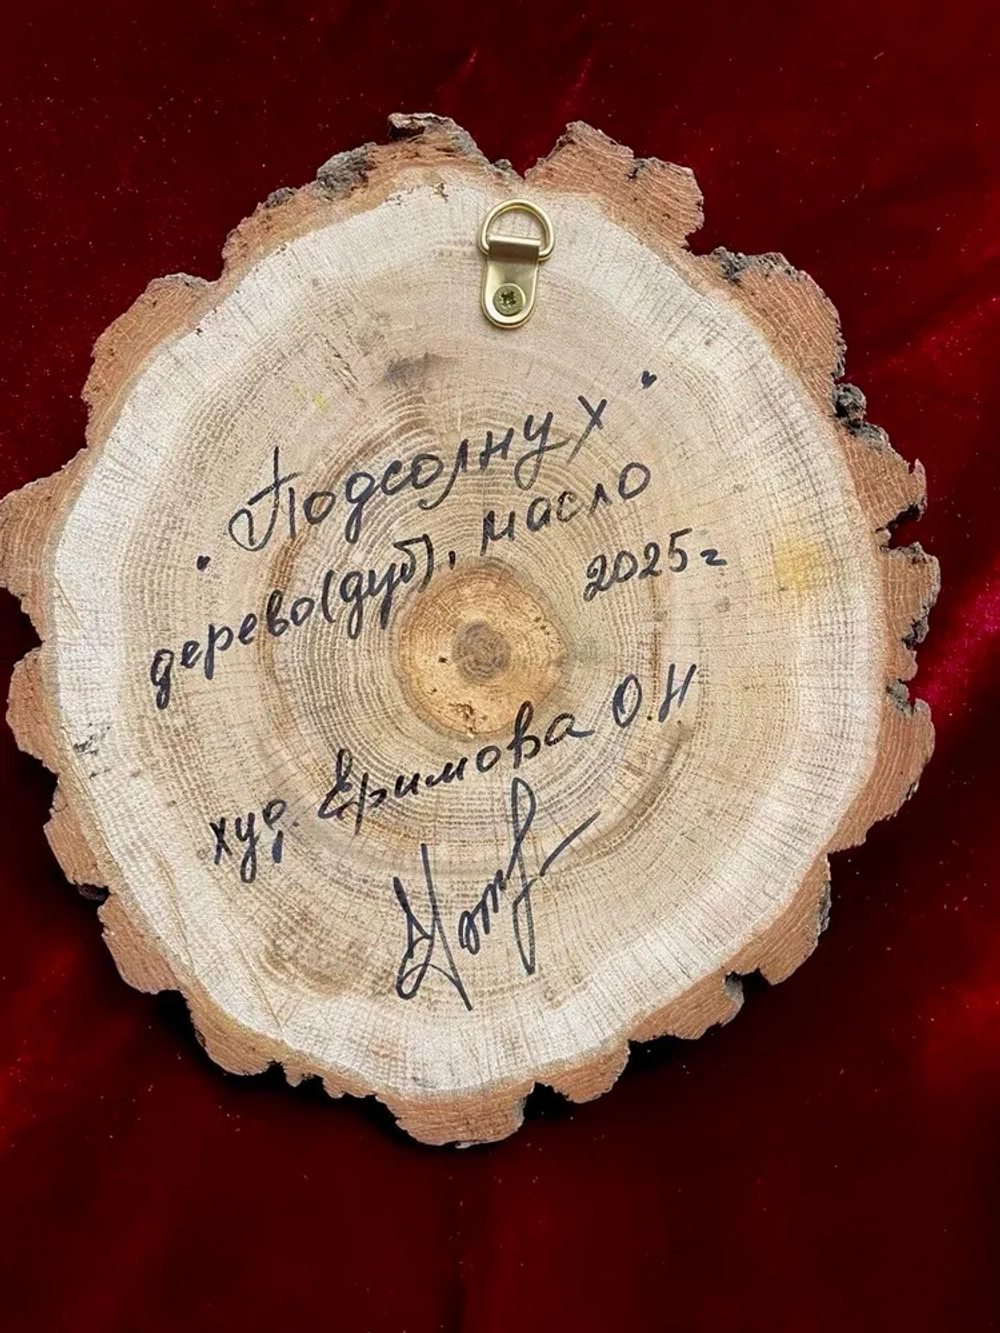 "Подсолнух"
дерево(дуб), масло
2025г
худ. Еримова О.Н